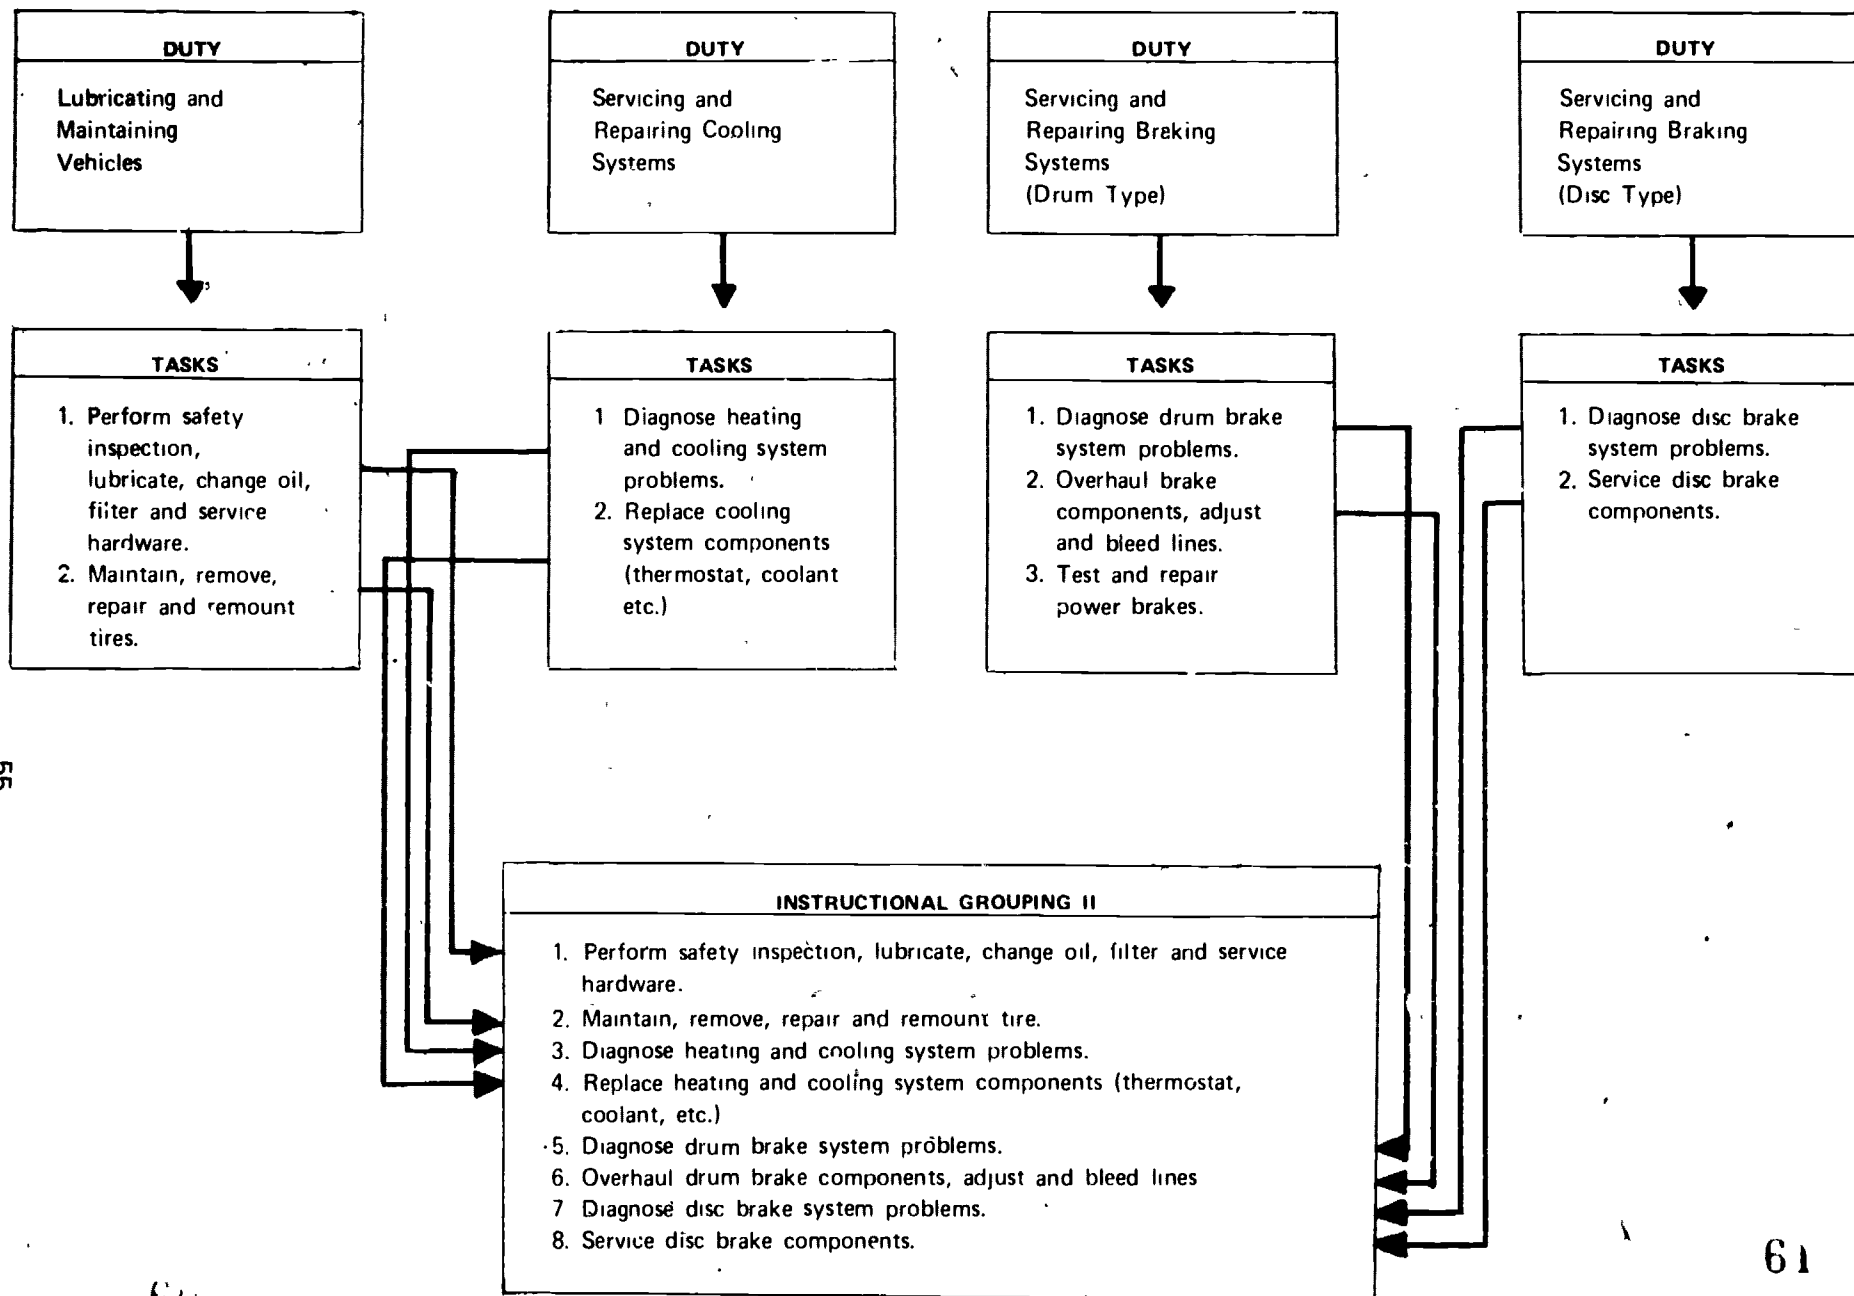 DUTY
Lubricating and
Maintaining
Vehicles
DUTY
Servicing and
Repairing Cooling
Systems
DUTY
Servicing and
Repairing Braking
Systems
(Drum Type)
DUTY
Servicing and
Repairing Braking
Systems
(Disc Type)
TASKS
1. Perform safety
inspection,
lubricate, change oil,
filter and service
hardware.
2. Maintain, remove,
repair and remount
tires.
TASKS
1 Diagnose heating
and cooling system
problems.
2. Replace cooling
system components
(thermostat, coolant
etc.)
TASKS
1. Diagnose drum brake
system problems.
2. Overhaul brake
components, adjust
and bleed lines.
3. Test and repair
power brakes.
TASKS
1. Diagnose disc brake
system problems.
2. Service disc brake
components.
55
INSTRUCTIONAL GROUPING II
1. Perform safety inspection, lubricate, change oil, filter and service
hardware.
2. Maintain, remove, repair and remount tire.
3. Diagnose heating and cooling system problems.
4. Replace heating and cooling system components (thermostat,
coolant, etc.)
5. Diagnose drum brake system problems.
6. Overhaul drum brake components, adjust and bleed lines
7 Diagnose disc brake system problems.
8. Service disc brake components.
61